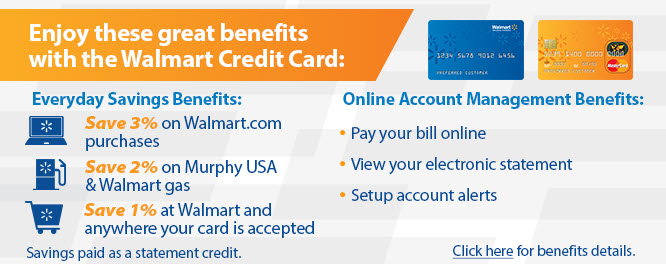 Enjoy these great benefits
with the Walmart Credit Card:
Walmart
1234 5678 9012 6456
PREFERRED CUSTOMER
MasterCard
Everyday Savings Benefits:
Save 3% on Walmart.com
purchases
Save 2% on Murphy USA
& Walmart gas
Save 1% at Walmart and
anywhere your card is accepted
Savings paid as a statement credit.
Online Account Management Benefits:
• Pay your bill online
• View your electronic statement
• Setup account alerts
Click here for benefits details.